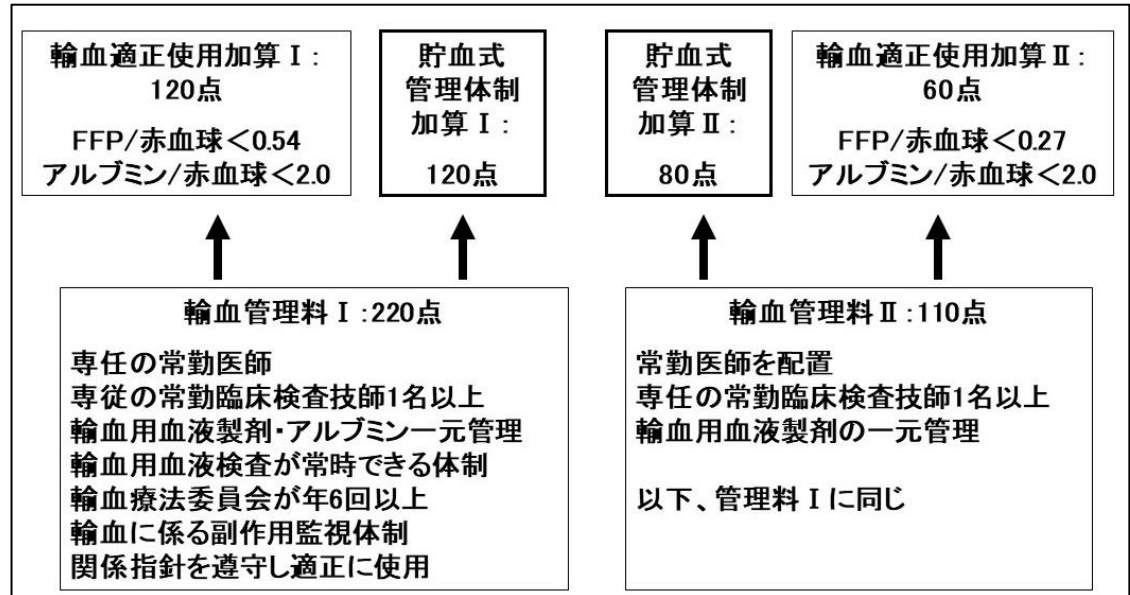 輸血適正使用加算Ⅰ:
120点
FFP/赤血球<0.54
アルブミン/赤血球<2.0
貯血式
管理体制
加算Ⅰ:
120点
貯血式
管理体制
加算Ⅱ:
80点
輸血適正使用加算Ⅱ:
60点
FFP/赤血球<0.27
アルブミン/赤血球<2.0
輸血管理料Ⅰ:220点
専任の常勤医師
専従の常勤臨床検査技師1名以上
輸血用血液製剤・アルブミン一元管理
輸血用血液検査が常時できる体制
輸血療法委員会が年6回以上
輸血に係る副作用監視体制
関係指針を遵守し適正に使用
輸血管理料Ⅱ:110点
常勤医師を配置
専任の常勤臨床検査技師1名以上
輸血用血液製剤の一元管理
以下、管理料Ⅰに同じ